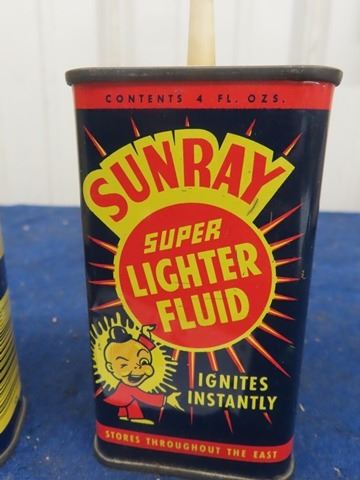 CONTENTS 4 FL. OZS.
SUNRAY
SUPER
LIGHTER
FLUID
IGNITES
INSTANTLY
STORES THROUGHOUT THE EAST